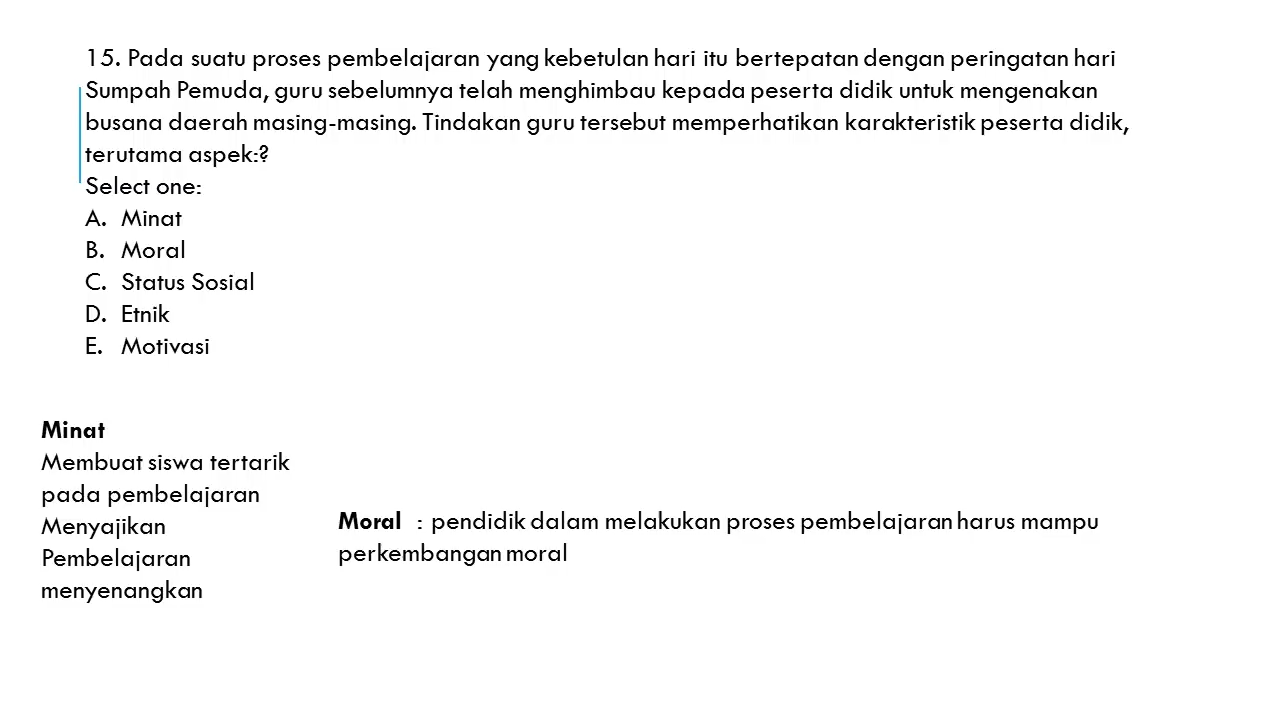 15. Pada suatu proses pembelajaran yang kebetulan hari itu bertepatan dengan peringatan hari
Sumpah Pemuda, guru sebelumnya telah menghimbau kepada peserta didik untuk mengenakan
busana daerah masing-masing. Tindakan guru tersebut memperhatikan karakteristik peserta didik,
terutama aspek:?
Select one:
A. Minat
B. Moral
C. Status Sosial
D. Etnik
E. Motivasi
Minat
Membuat siswa tertarik
pada pembelajaran
Menyajikan
Pembelajaran
menyenangkan
Moral : pendidik dalam melakukan proses pembelajaran harus mampu
perkembangan moral